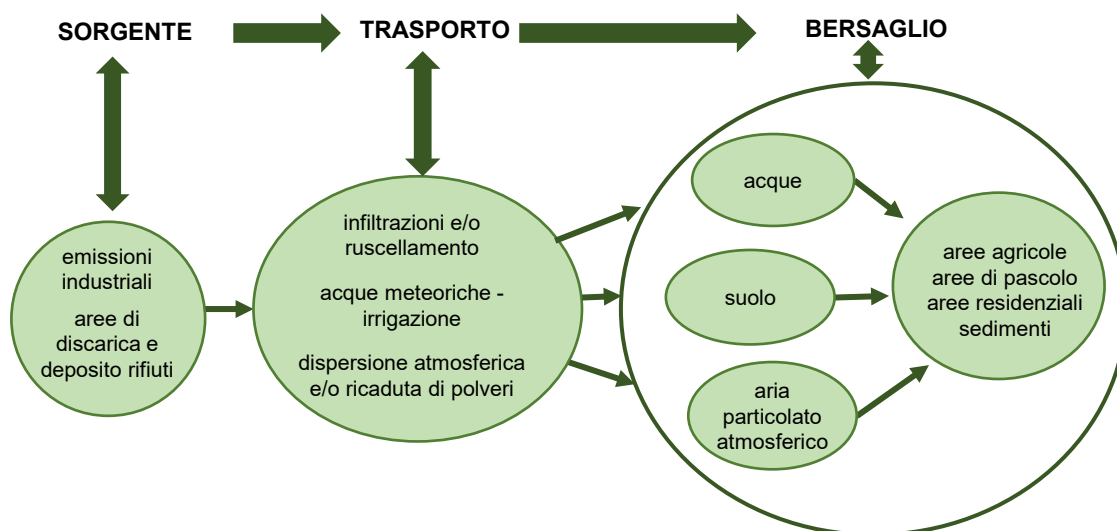 SORGENTE
TRASPORTO
BERSAGLIO
emissioni
industriali
aree di
discarica e
deposito rifiuti
infiltrazioni e/o
ruscellamento
acque meteoriche -
irrigazione
dispersione atmosferica
e/o ricaduta di polveri
acque
suolo
aria
particolato
atmosferico
aree agricole
aree di pascolo
aree residenziali
sedimenti